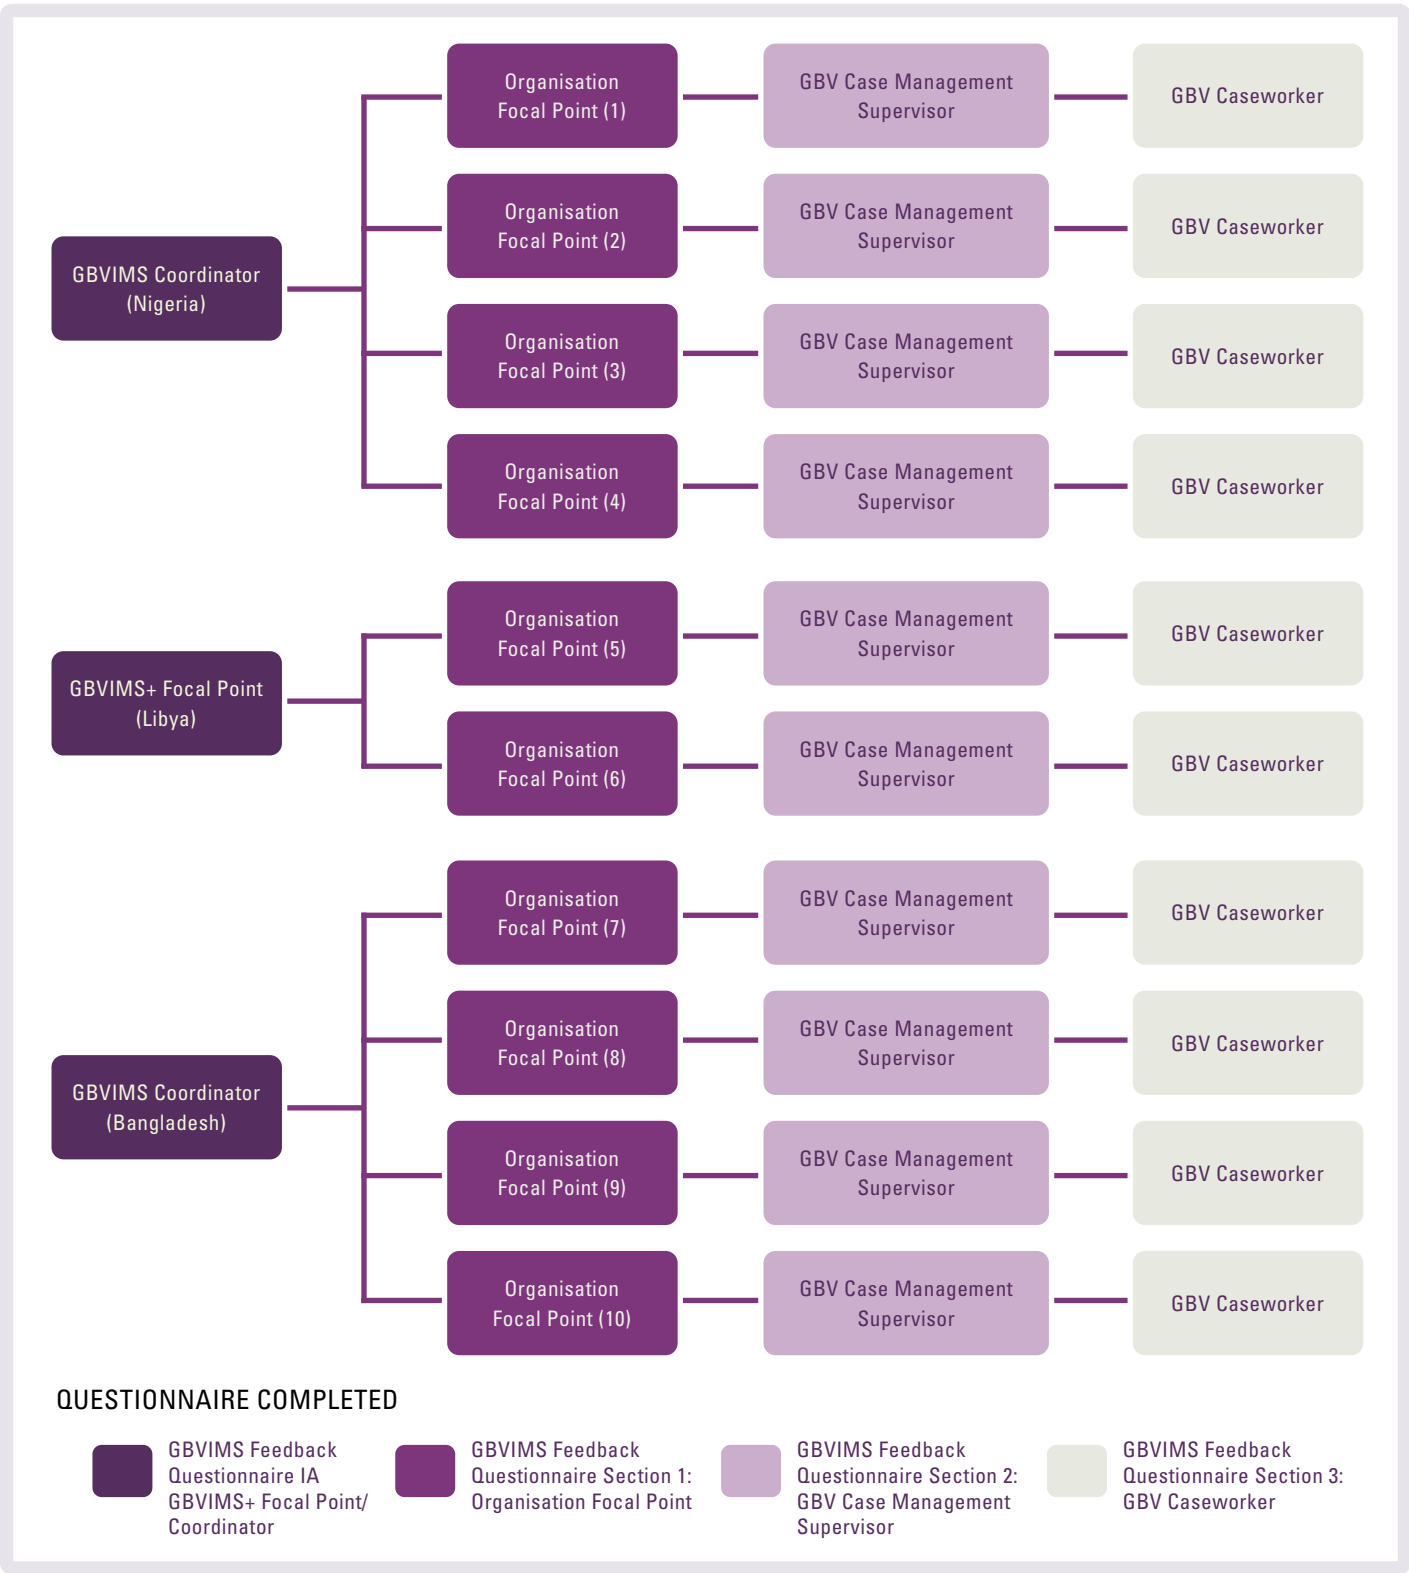 Organisation
Focal Point (1)
GBV Case Management
Supervisor
GBV Caseworker
Organisation
Focal Point (2)
GBV Case Management
Supervisor
GBV Caseworker
GBVIMS Coordinator
(Nigeria)
Organisation
Focal Point (3)
GBV Case Management
Supervisor
GBV Caseworker
Organisation
Focal Point (4)
GBV Case Management
Supervisor
GBV Caseworker
Organisation
Focal Point (5)
GBV Case Management
Supervisor
GBV Caseworker
GBVIMS+ Focal Point
(Libya)
Organisation
Focal Point (6)
GBV Case Management
Supervisor
GBV Caseworker
Organisation
Focal Point (7)
GBV Case Management
Supervisor
GBV Caseworker
Organisation
Focal Point (8)
GBV Case Management
Supervisor
GBV Caseworker
GBVIMS Coordinator
(Bangladesh)
Organisation
Focal Point (9)
GBV Case Management
Supervisor
GBV Caseworker
Organisation
Focal Point (10)
GBV Case Management
Supervisor
GBV Caseworker
QUESTIONNAIRE COMPLETED
GBVIMS Feedback
Questionnaire IA
GBVIMS+ Focal Point/
Coordinator
GBVIMS Feedback
Questionnaire Section 1:
Organisation Focal Point
GBVIMS Feedback
Questionnaire Section 2:
GBV Case Management
Supervisor
GBVIMS Feedback
Questionnaire Section 3:
GBV Caseworker